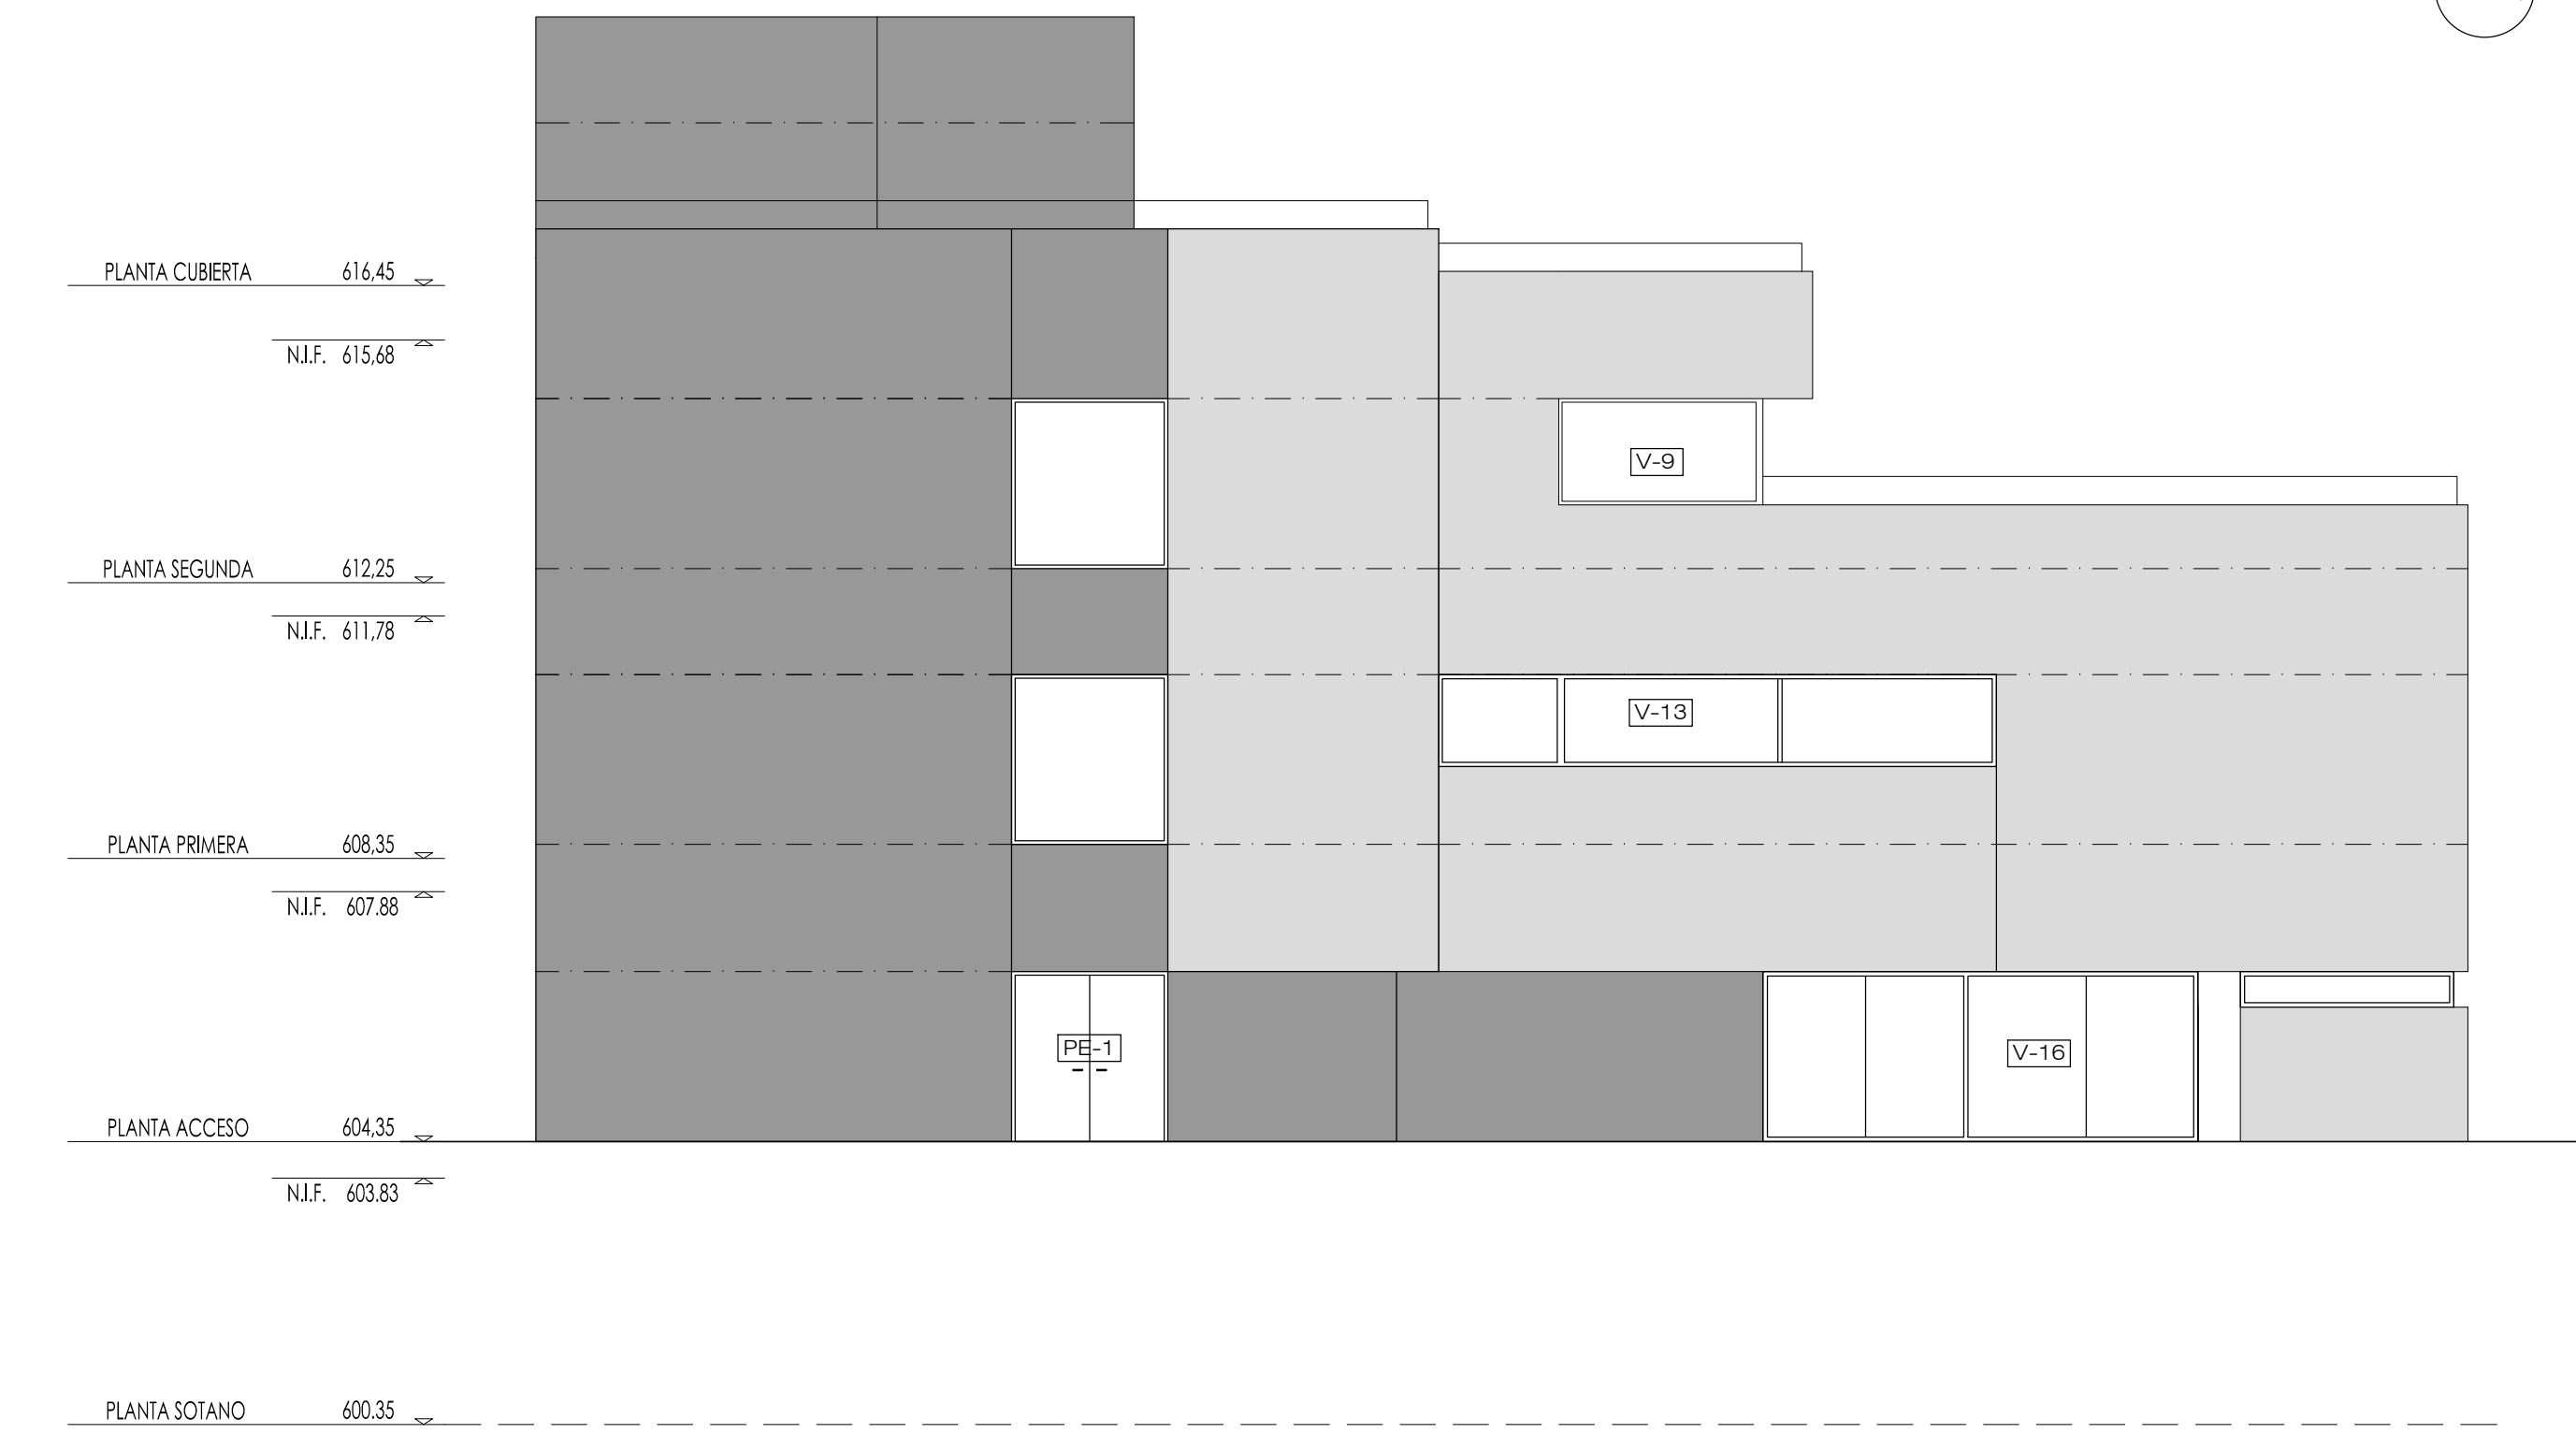 PLANTA CUBIERTA 616,45
N.I.F. 615,68
V-9
PLANTA SEGUNDA 612,25
N.I.F. 611,78
V-13
PLANTA PRIMERA 608,35
N.I.F. 607.88
PE-1
V-16
PLANTA ACCESO 604,35
N.I.F. 603.83
PLANTA SOTANO 600.35